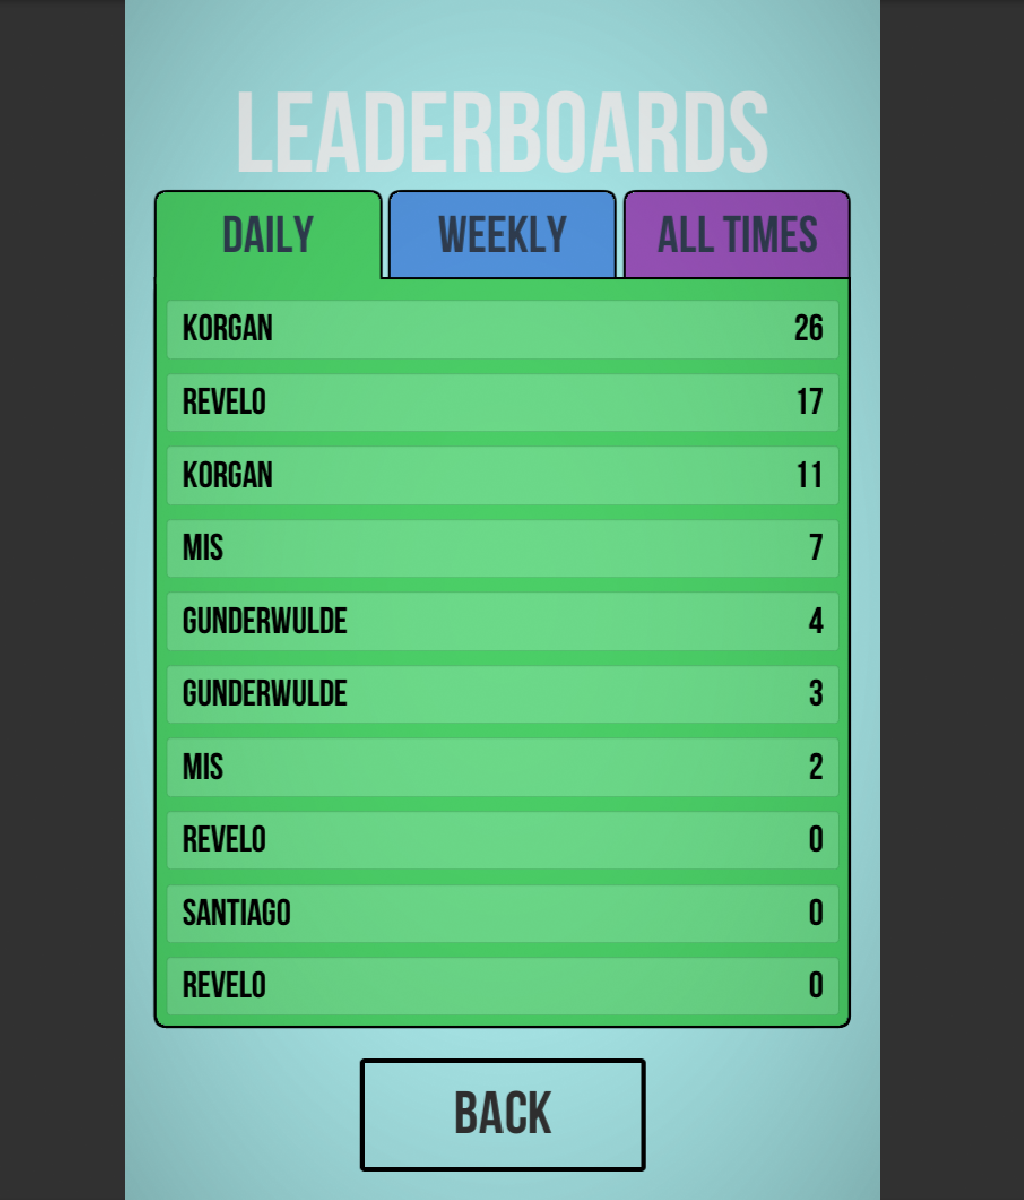 LEADERBOARDS
DAILY WEEKLY ALL TIMES
KORGAN 26
REVELO 17
KORGAN 11
MIS 7
GUNDERWULDE 4
GUNDERWULDE 3
MIS 2
REVELO 0
SANTIAGO 0
REVELO 0
BACK